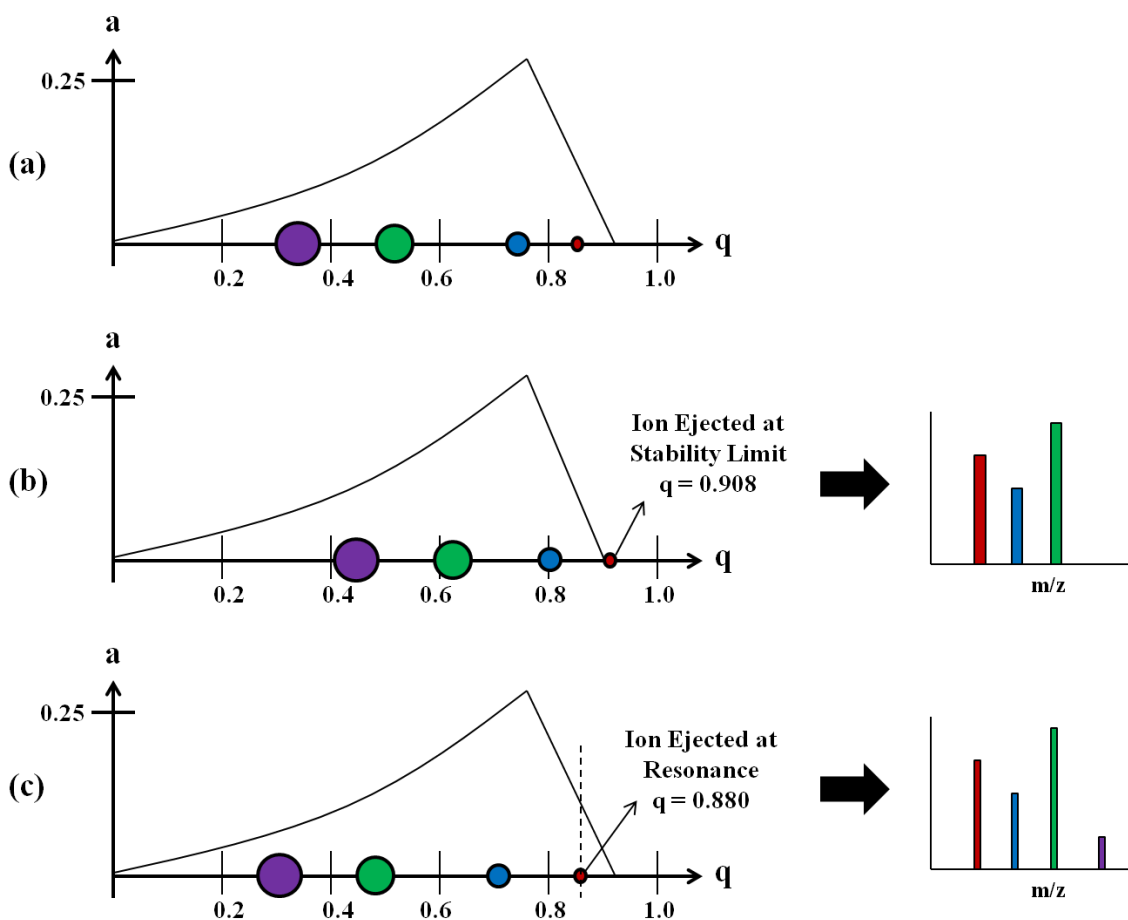 a
0.25
(a)
q
0.2 0.4 0.6 0.8 1.0
a
0.25
Ion Ejected at
Stability Limit
q = 0.908
(b)
q
0.2 0.4 0.6 0.8 1.0
m/z
a
0.25
Ion Ejected at
Resonance
q = 0.880
(c)
q
0.2 0.4 0.6 0.8 1.0
m/z